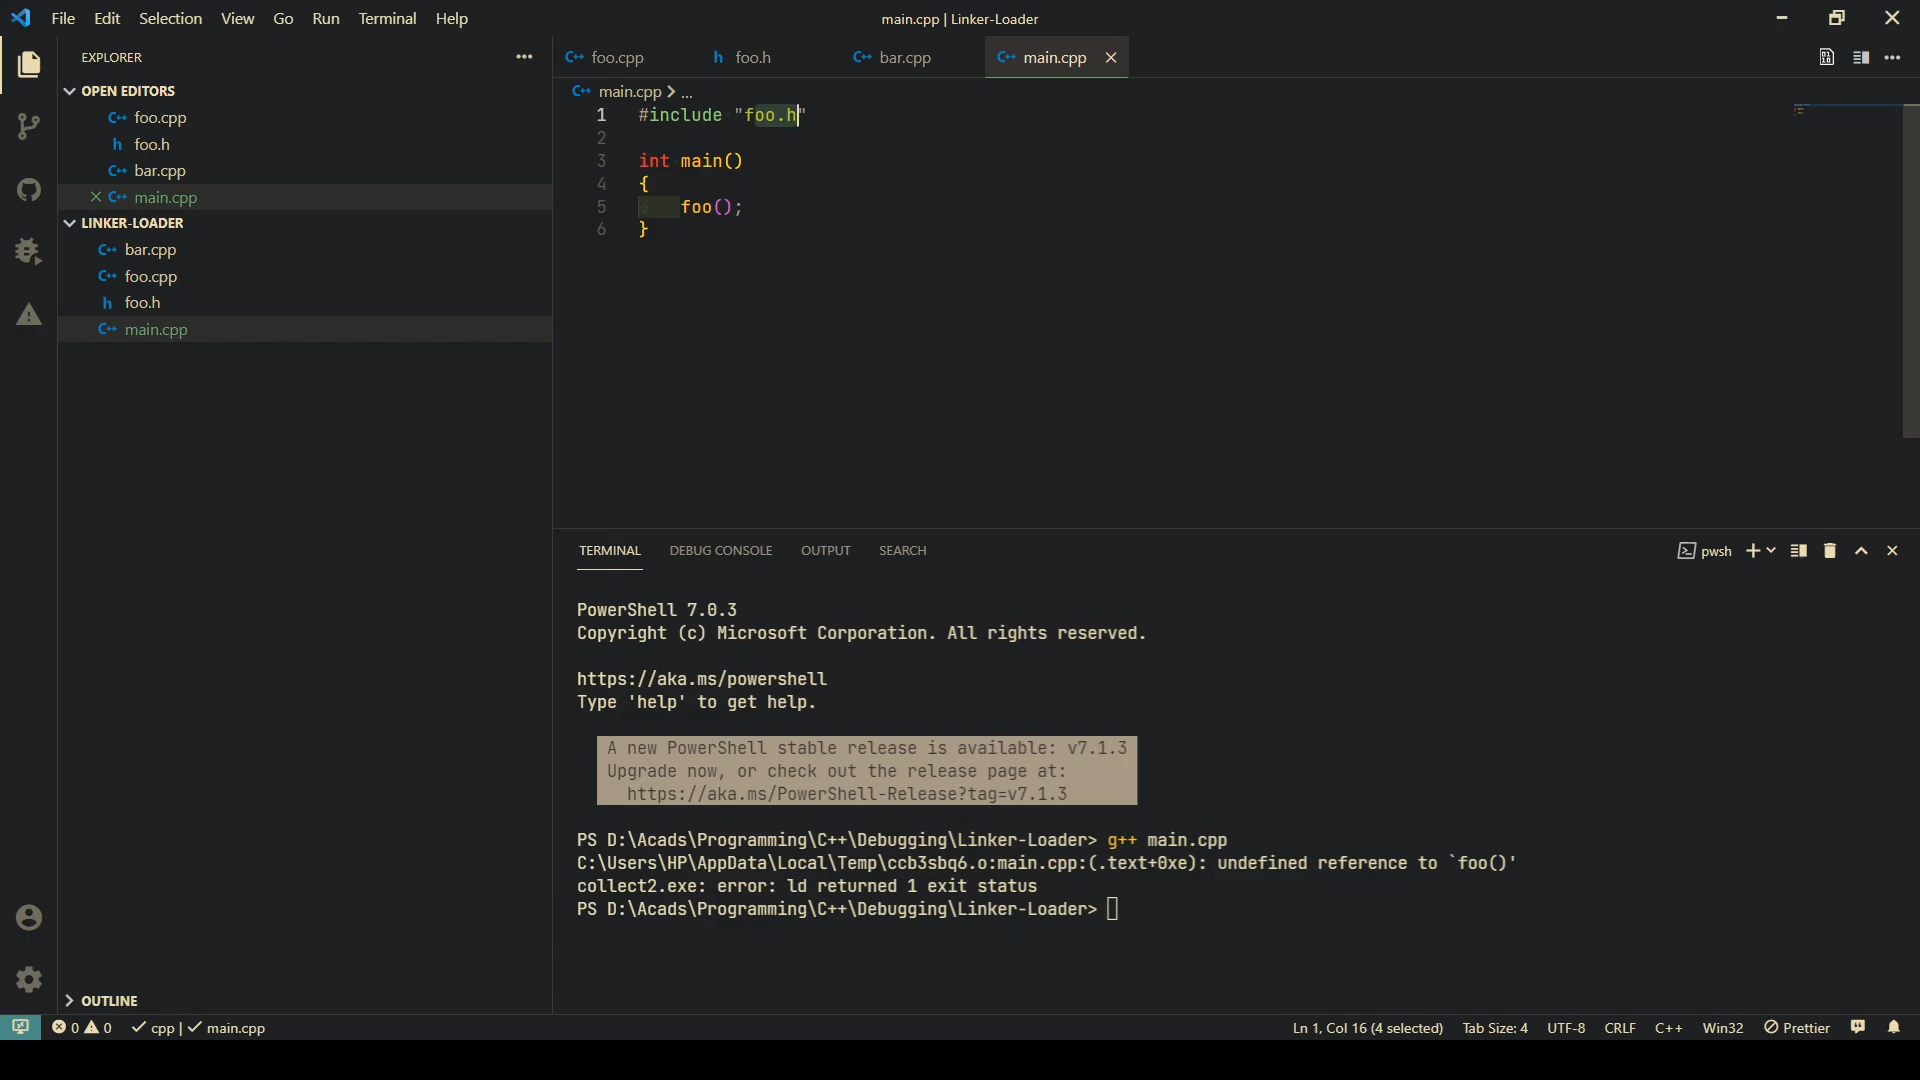 File Edit Selection View Go Run Terminal Help
main.cpp | Linker-Loader
EXPLORER
OPEN EDITORS
foo.cpp
foo.h
bar.cpp
main.cpp
LINKER-LOADER
bar.cpp
foo.cpp
foo.h
main.cpp
OUTLINE
foo.cpp foo.h bar.cpp main.cpp
main.cpp > ...
1 #include "foo.h"
2
3 int main()
4 {
5 foo();
6 }
TERMINAL DEBUG CONSOLE OUTPUT SEARCH
pwsh
PowerShell 7.0.3
Copyright (c) Microsoft Corporation. All rights reserved.
https://aka.ms/powershell
Type 'help' to get help.
A new PowerShell stable release is available: v7.1.3
Upgrade now, or check out the release page at:
https://aka.ms/PowerShell-Release?tag=v7.1.3
PS D:\Acads\Programming\C++\Debugging\Linker-Loader> g++ main.cpp
C:\Users\HP\AppData\Local\Temp\ccb3sbq6.o:main.cpp:(.text+0xe): undefined reference to `foo()'
collect2.exe: error: ld returned 1 exit status
PS D:\Acads\Programming\C++\Debugging\Linker-Loader>
0 0 cpp | main.cpp
Ln 1, Col 16 (4 selected) Tab Size: 4 UTF-8 CRLF C++ Win32 Prettier